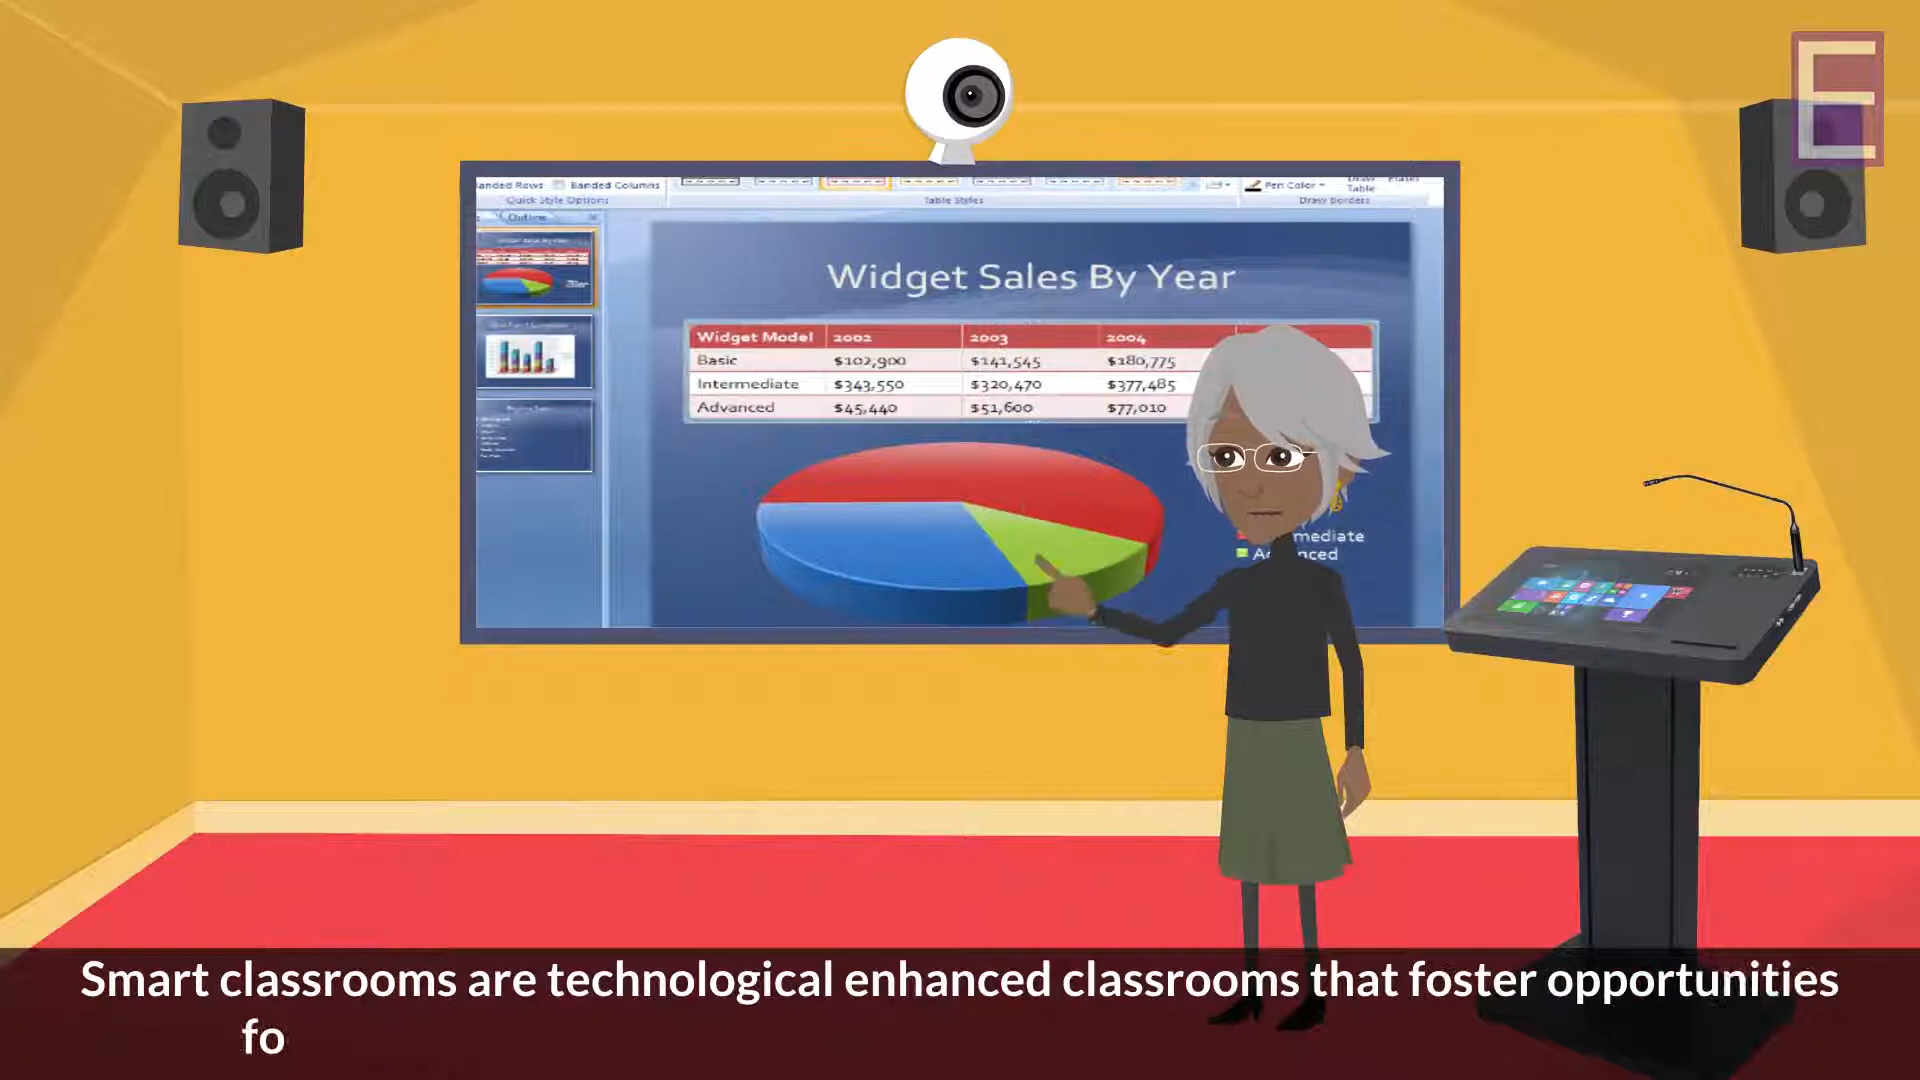 E
Banded Columns
Pen Color
Quick Style Options
Table Styles
Draw Borders
Outline
Widget Sales By Year
Widget Model 2002 2003 2004
Basic $102,900 $141,545 $180,775
Intermediate $343,550 $320,470 $377,485
Advanced $45,440 $51,600 $77,010
mediate
Smart classrooms are technological enhanced classrooms that foster opportunities
fo